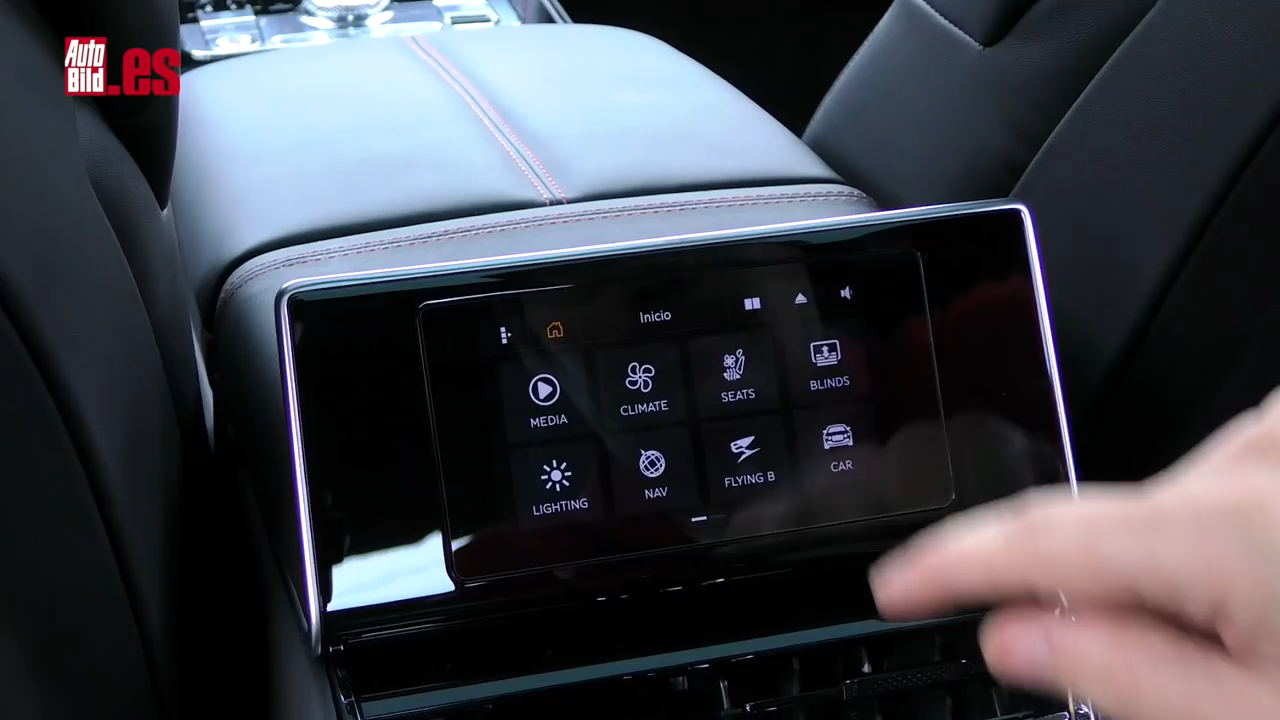 Auto
Bild.es
Inicio
MEDIA CLIMATE SEATS BLINDS
LIGHTING NAV FLYING B CAR